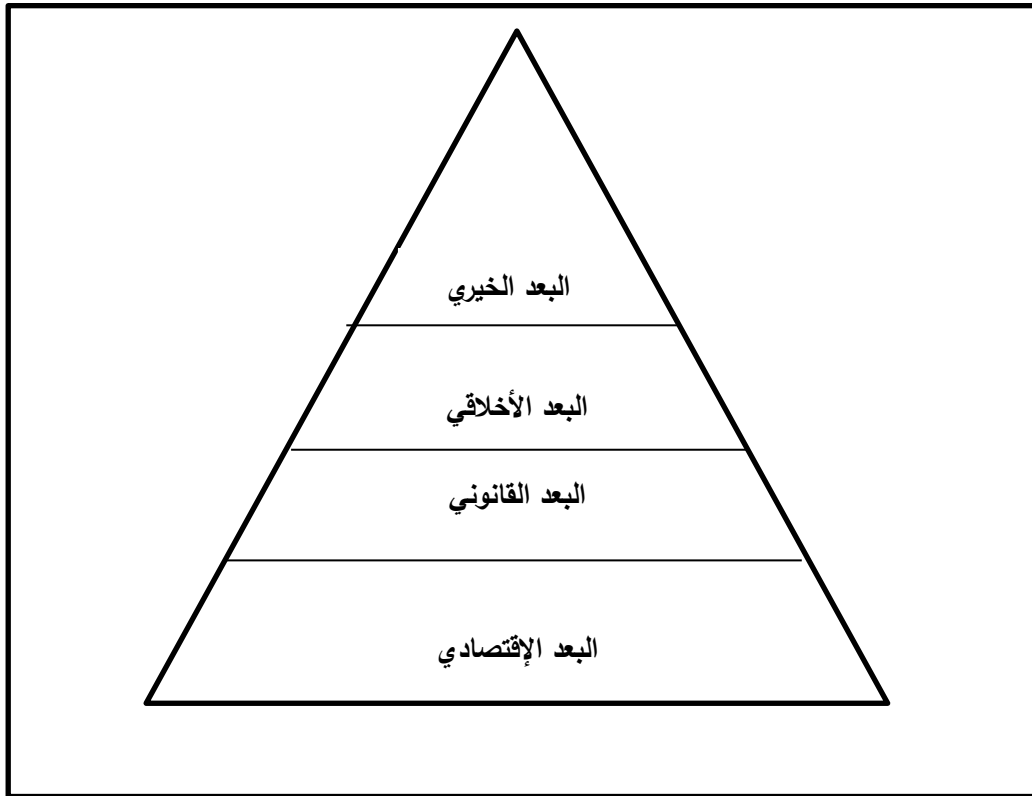 البعد الخيري
البعد الأخلاقي
البعد القانوني
البعد الإقتصادي